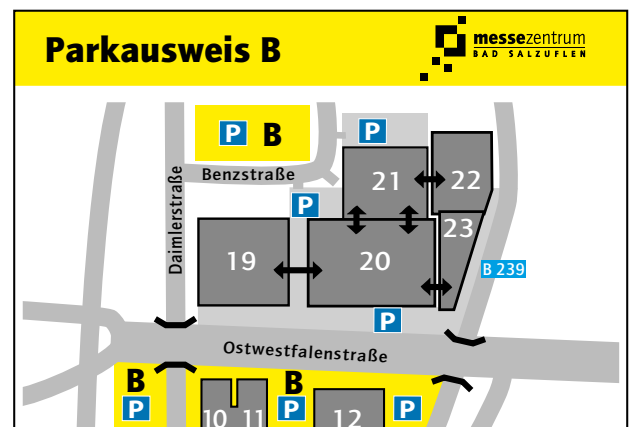 Parkausweis B
messezentrum
BAD SALZUFLEN
P B
P
Benzstraße
21
22
Daimlerstraße
P
23
19
20
B 239
P
Ostwestfalenstraße
B
B
P
10
11
P
12
P